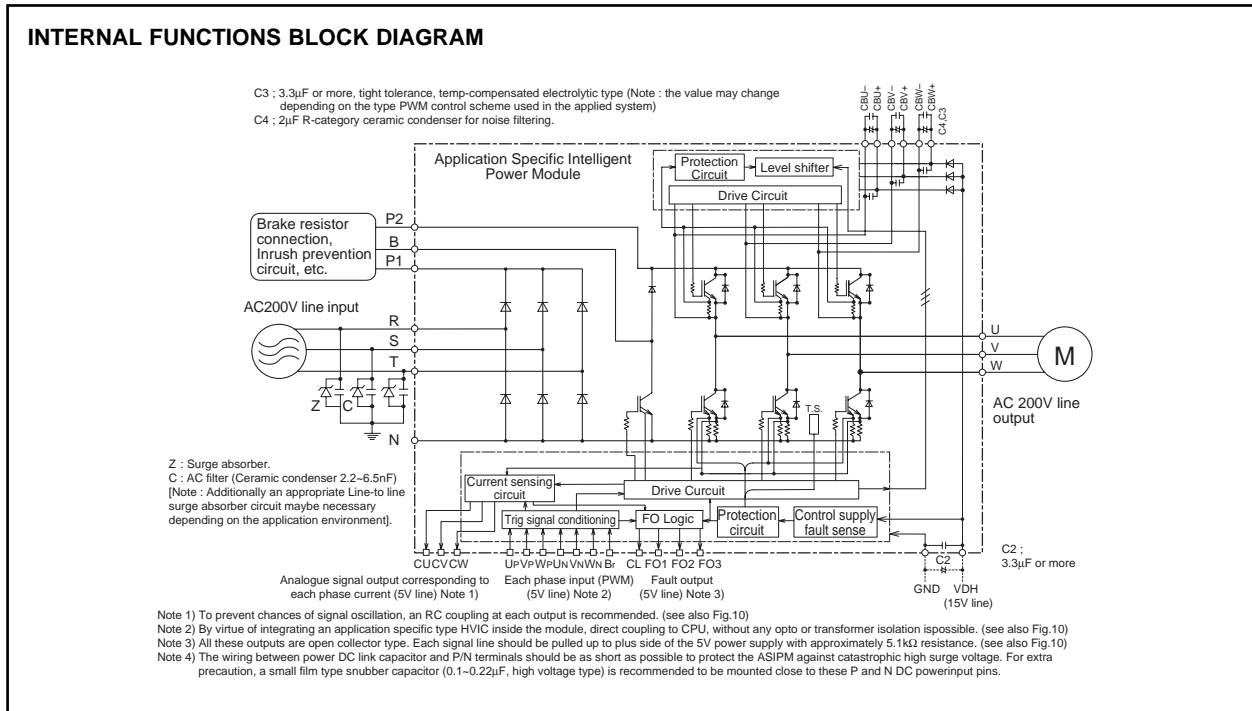 INTERNAL FUNCTIONS BLOCK DIAGRAM
C3 ; 3.3µF or more, tight tolerance, temp-compensated electrolytic type (Note : the value may change
depending on the type PWM control scheme used in the applied system)
C4 ; 2µF R-category ceramic condenser for noise filtering.
CBU–
CBU+
CBV–
CBV+
CBW–
CBW+
C4,C3
Application Specific Intelligent
Power Module
Protection
Circuit
Level shifter
Drive Circuit
Brake resistor
connection,
Inrush prevention
circuit, etc.
P2
B
P1
AC200V line input
R
S
T
Z
C
N
U
V
W
M
AC 200V line
output
T.S.
Z : Surge absorber.
C : AC filter (Ceramic condenser 2.2~6.5nF)
[Note : Additionally an appropriate Line-to line
surge absorber circuit maybe necessary
depending on the application environment].
Current sensing
circuit
Drive Curcuit
Trig signal conditioning
FO Logic
Protection
circuit
Control supply
fault sense
CU CV CW
UP VP WP UN VN WN Br
CL FO1 FO2 FO3
C2
GND
VDH
(15V line)
C2 ;
3.3µF or more
Analogue signal output corresponding to
each phase current (5V line) Note 1)
Each phase input (PWM)
(5V line) Note 2)
Fault output
(5V line) Note 3)
Note 1) To prevent chances of signal oscillation, an RC coupling at each output is recommended. (see also Fig.10)
Note 2) By virtue of integrating an application specific type HVIC inside the module, direct coupling to CPU, without any opto or transformer isolation ispossible. (see also Fig.10)
Note 3) All these outputs are open collector type. Each signal line should be pulled up to plus side of the 5V power supply with approximately 5.1kΩ resistance. (see also Fig.10)
Note 4) The wiring between power DC link capacitor and P/N terminals should be as short as possible to protect the ASIPM against catastrophic high surge voltage. For extra
precaution, a small film type snubber capacitor (0.1~0.22µF, high voltage type) is recommended to be mounted close to these P and N DC powerinput pins.